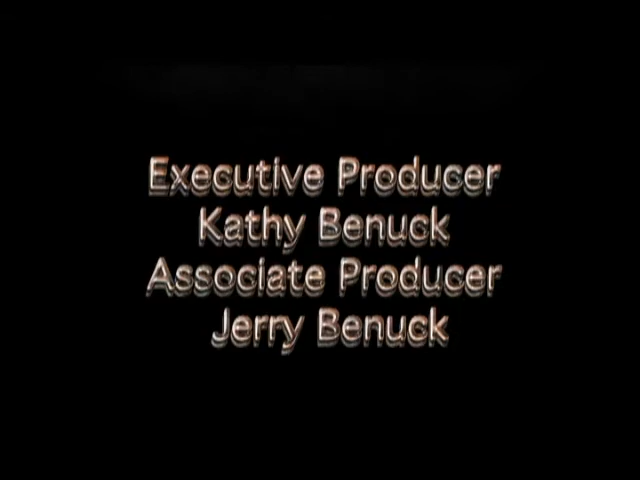 Executive Producer
Kathy Benuck
Associate Producer
Jerry Benuck